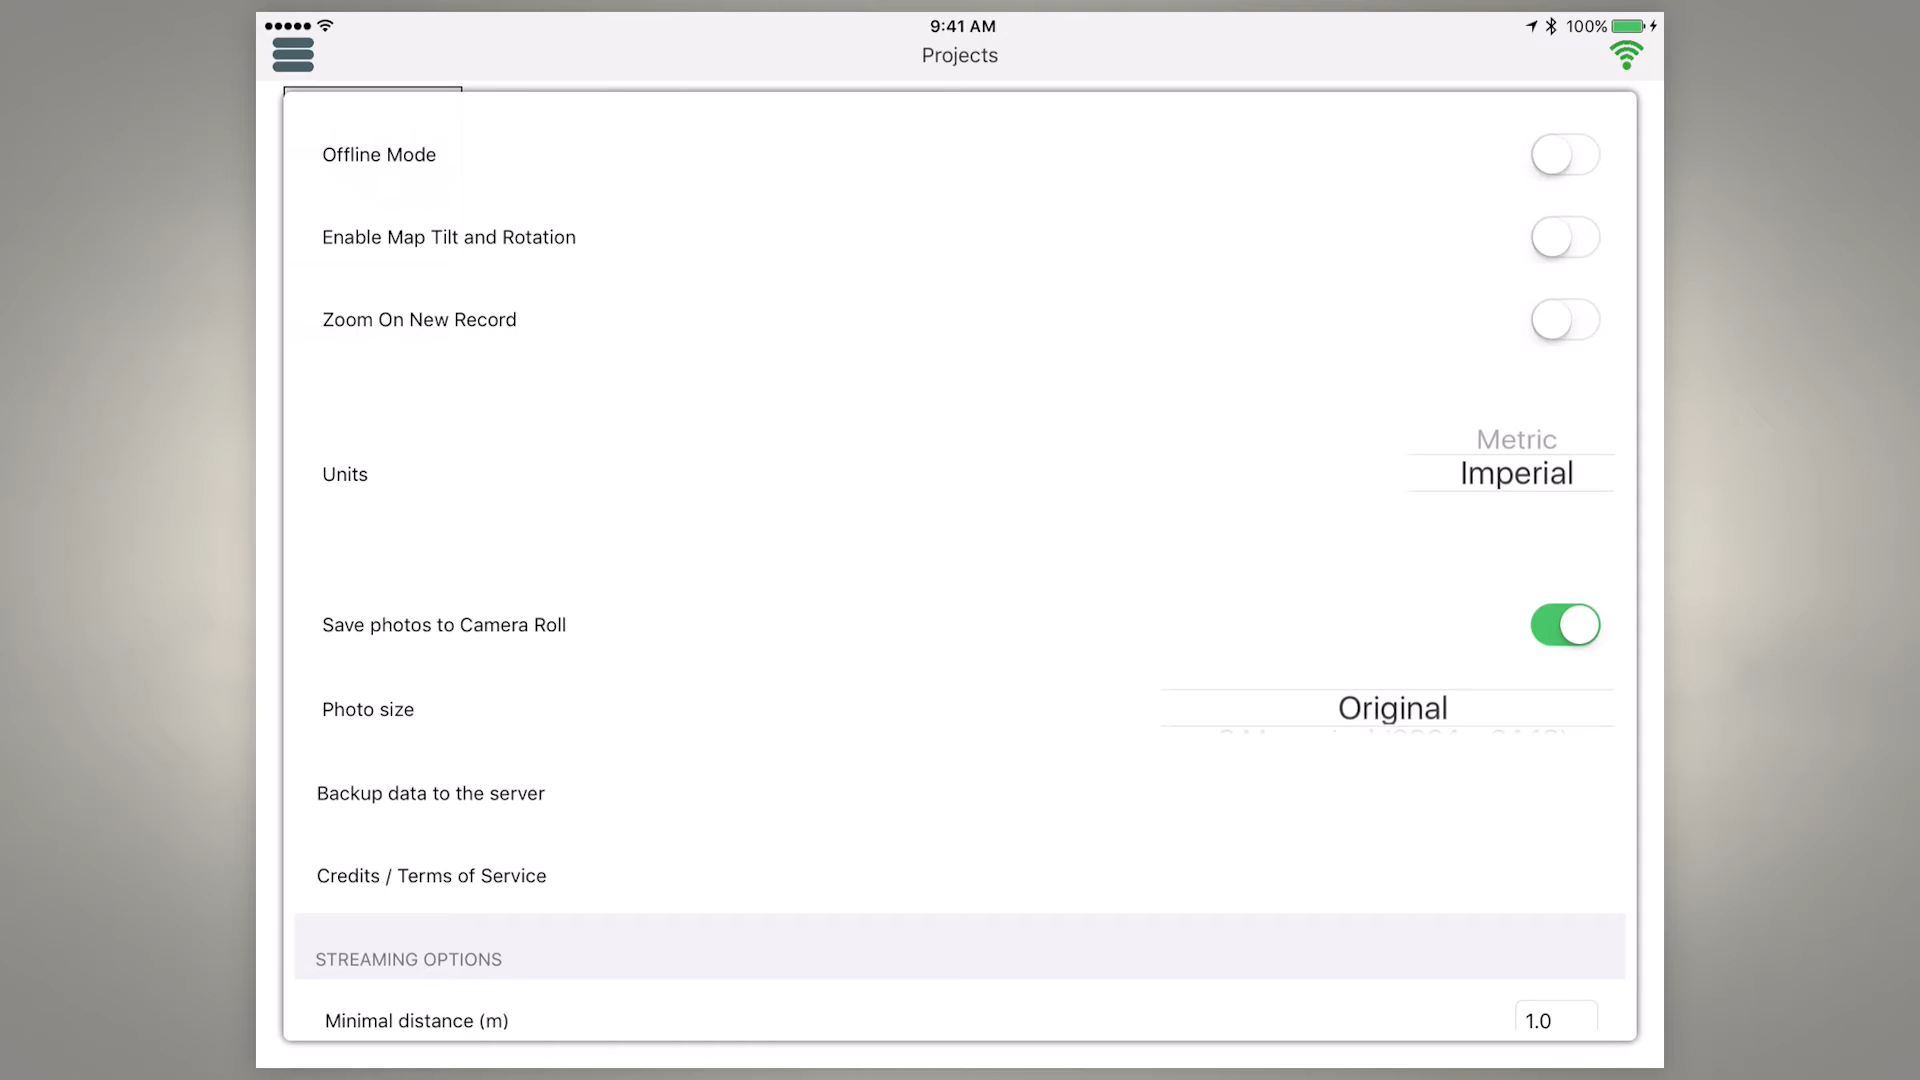 9:41 AM
100%
Projects
Offline Mode
Enable Map Tilt and Rotation
Zoom On New Record
Metric
Units
Imperial
Save photos to Camera Roll
Photo size
Original
Backup data to the server
Credits / Terms of Service
STREAMING OPTIONS
Minimal distance (m)
1.0